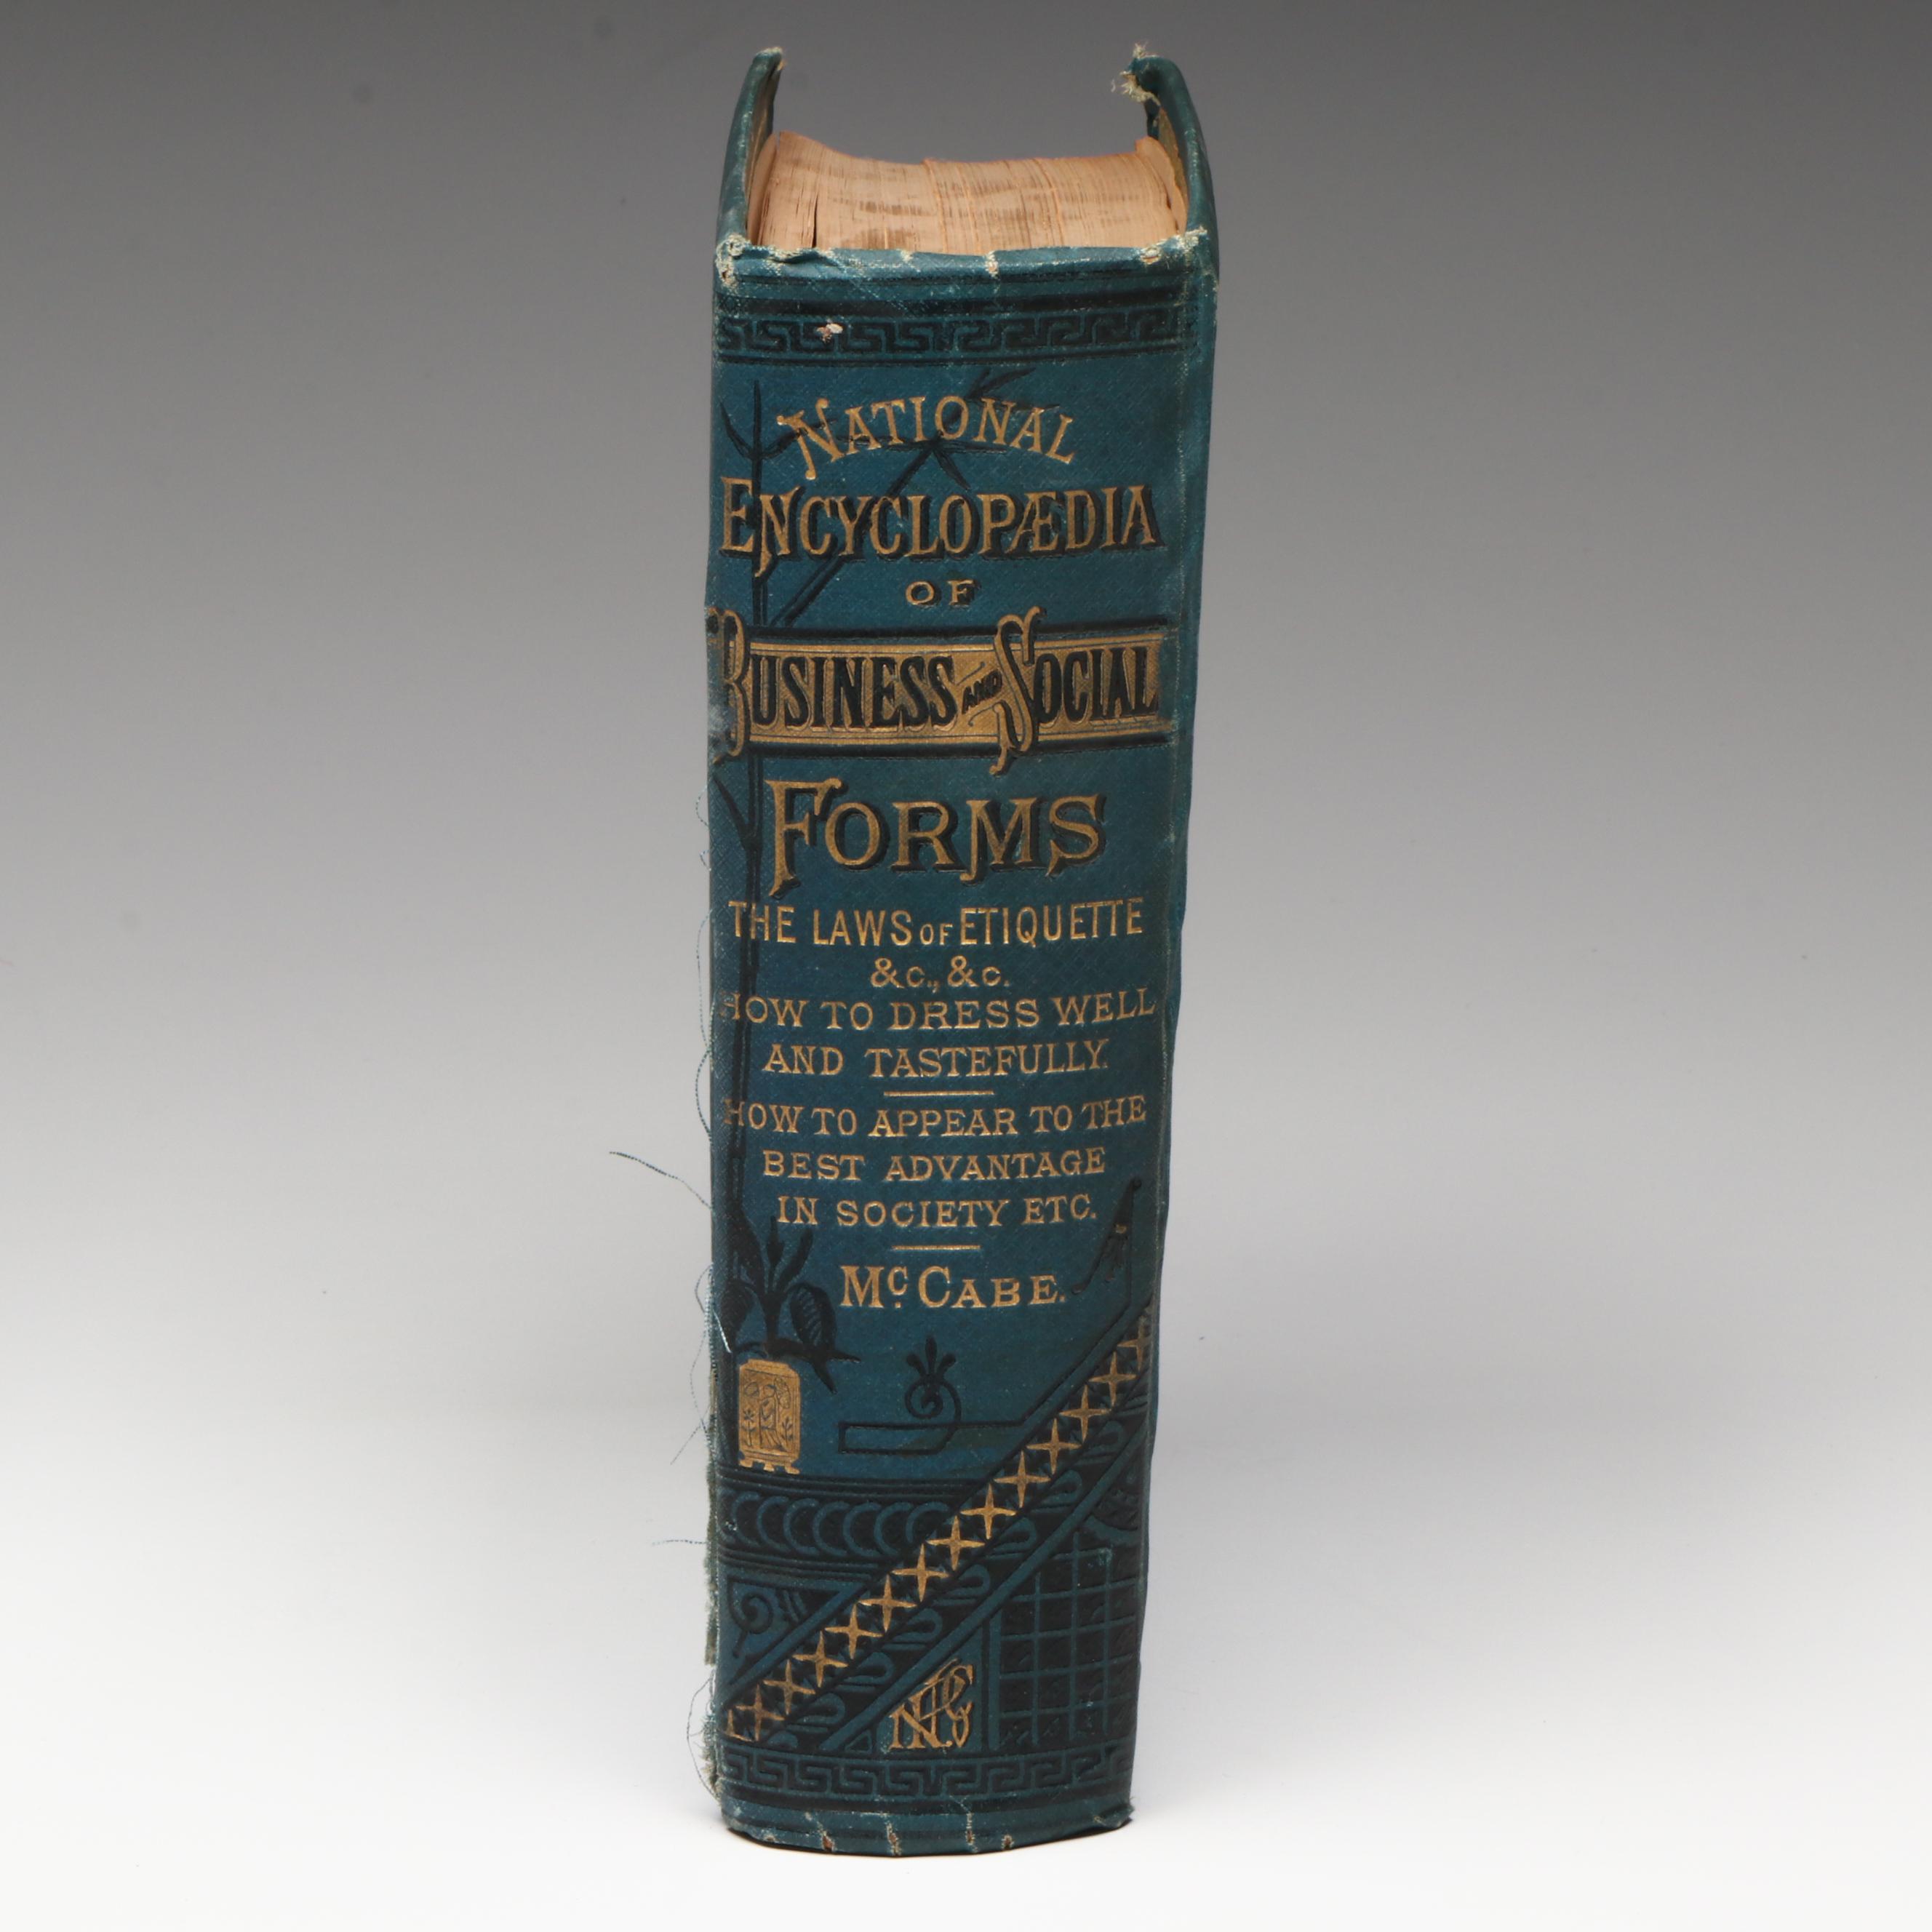 NATIONAL
ENCYCLOPÆDIA
OF
BUSINESS AND SOCIAL
FORMS
THE LAWS OF ETIQUETTE
&c., &c.
HOW TO DRESS WELL
AND TASTEFULLY.
HOW TO APPEAR TO THE
BEST ADVANTAGE
IN SOCIETY ETC.
McCABE.